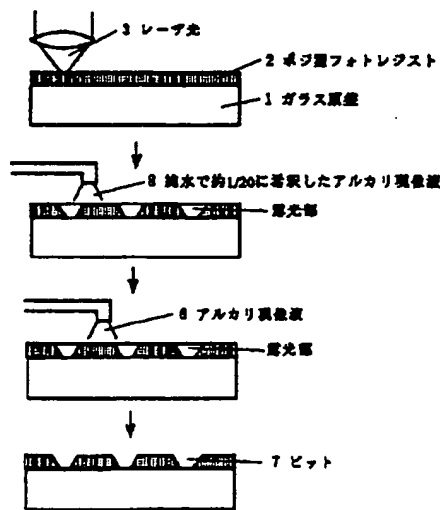 3 レーザ光
2 ポジ型フォトレジスト
1 ガラス原盤
8 純水で約1/20に希釈したアルカリ現像液
露光部
6 アルカリ現像液
露光部
7 ピット